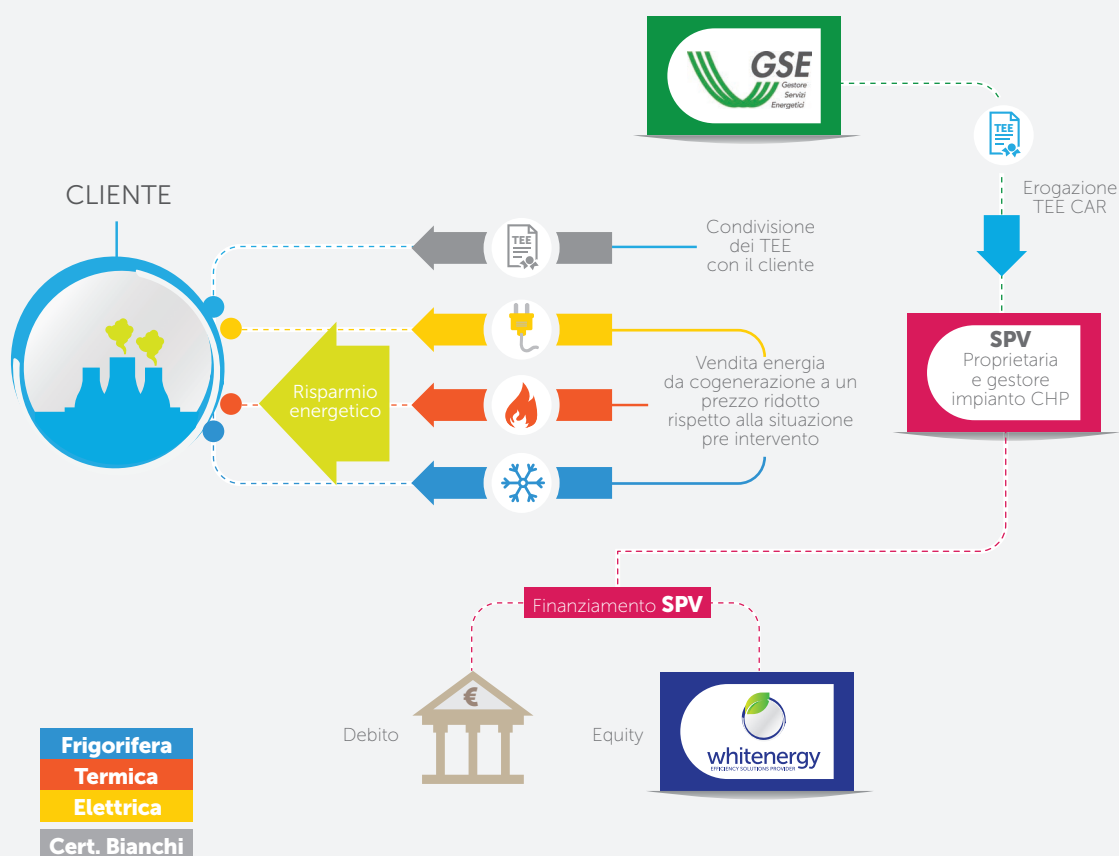 GSE
Gestore
Servizi
Energetici
TEE
Erogazione
TEE CAR
CLIENTE
TEE
Condivisione
dei TEE
con il cliente
Risparmio
energetico
Vendita energia
da cogenerazione a un
prezzo ridotto
rispetto alla situazione
pre intervento
SPV
Proprietaria
e gestore
impianto CHP
Finanziamento SPV
€
Debito
Equity
whitenergy
EFFICIENCY SOLUTIONS PROVIDER
Frigorifera
Termica
Elettrica
Cert. Bianchi